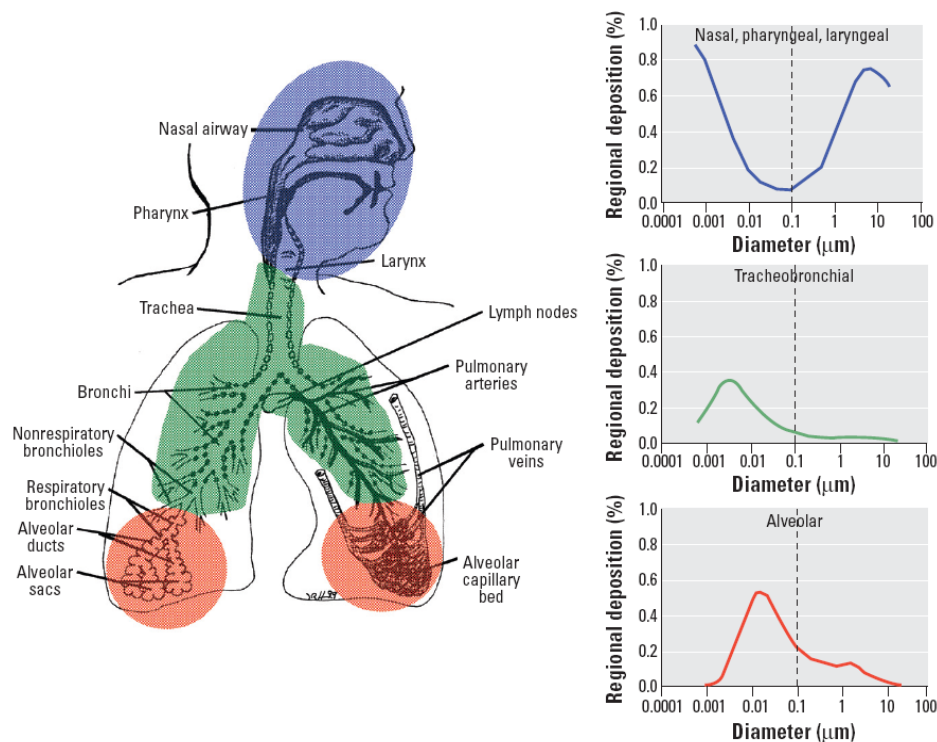 Nasal airway
Pharynx
Larynx
Trachea
Lymph nodes
Bronchi
Pulmonary
arteries
Nonrespiratory
bronchioles
Pulmonary
veins
Respiratory
bronchioles
Alveolar
ducts
Alveolar
sacs
Alveolar
capillary
bed
Regional deposition (%)
Nasal, pharyngeal, laryngeal
1.0
0.8
0.6
0.4
0.2
0.0
0.0001 0.001 0.01 0.1 1 10 100
Diameter (μm)
Regional deposition (%)
Tracheobronchial
1.0
0.8
0.6
0.4
0.2
0.0
0.0001 0.001 0.01 0.1 1 10 100
Diameter (μm)
Regional deposition (%)
Alveolar
1.0
0.8
0.6
0.4
0.2
0.0
0.0001 0.001 0.01 0.1 1 10 100
Diameter (μm)